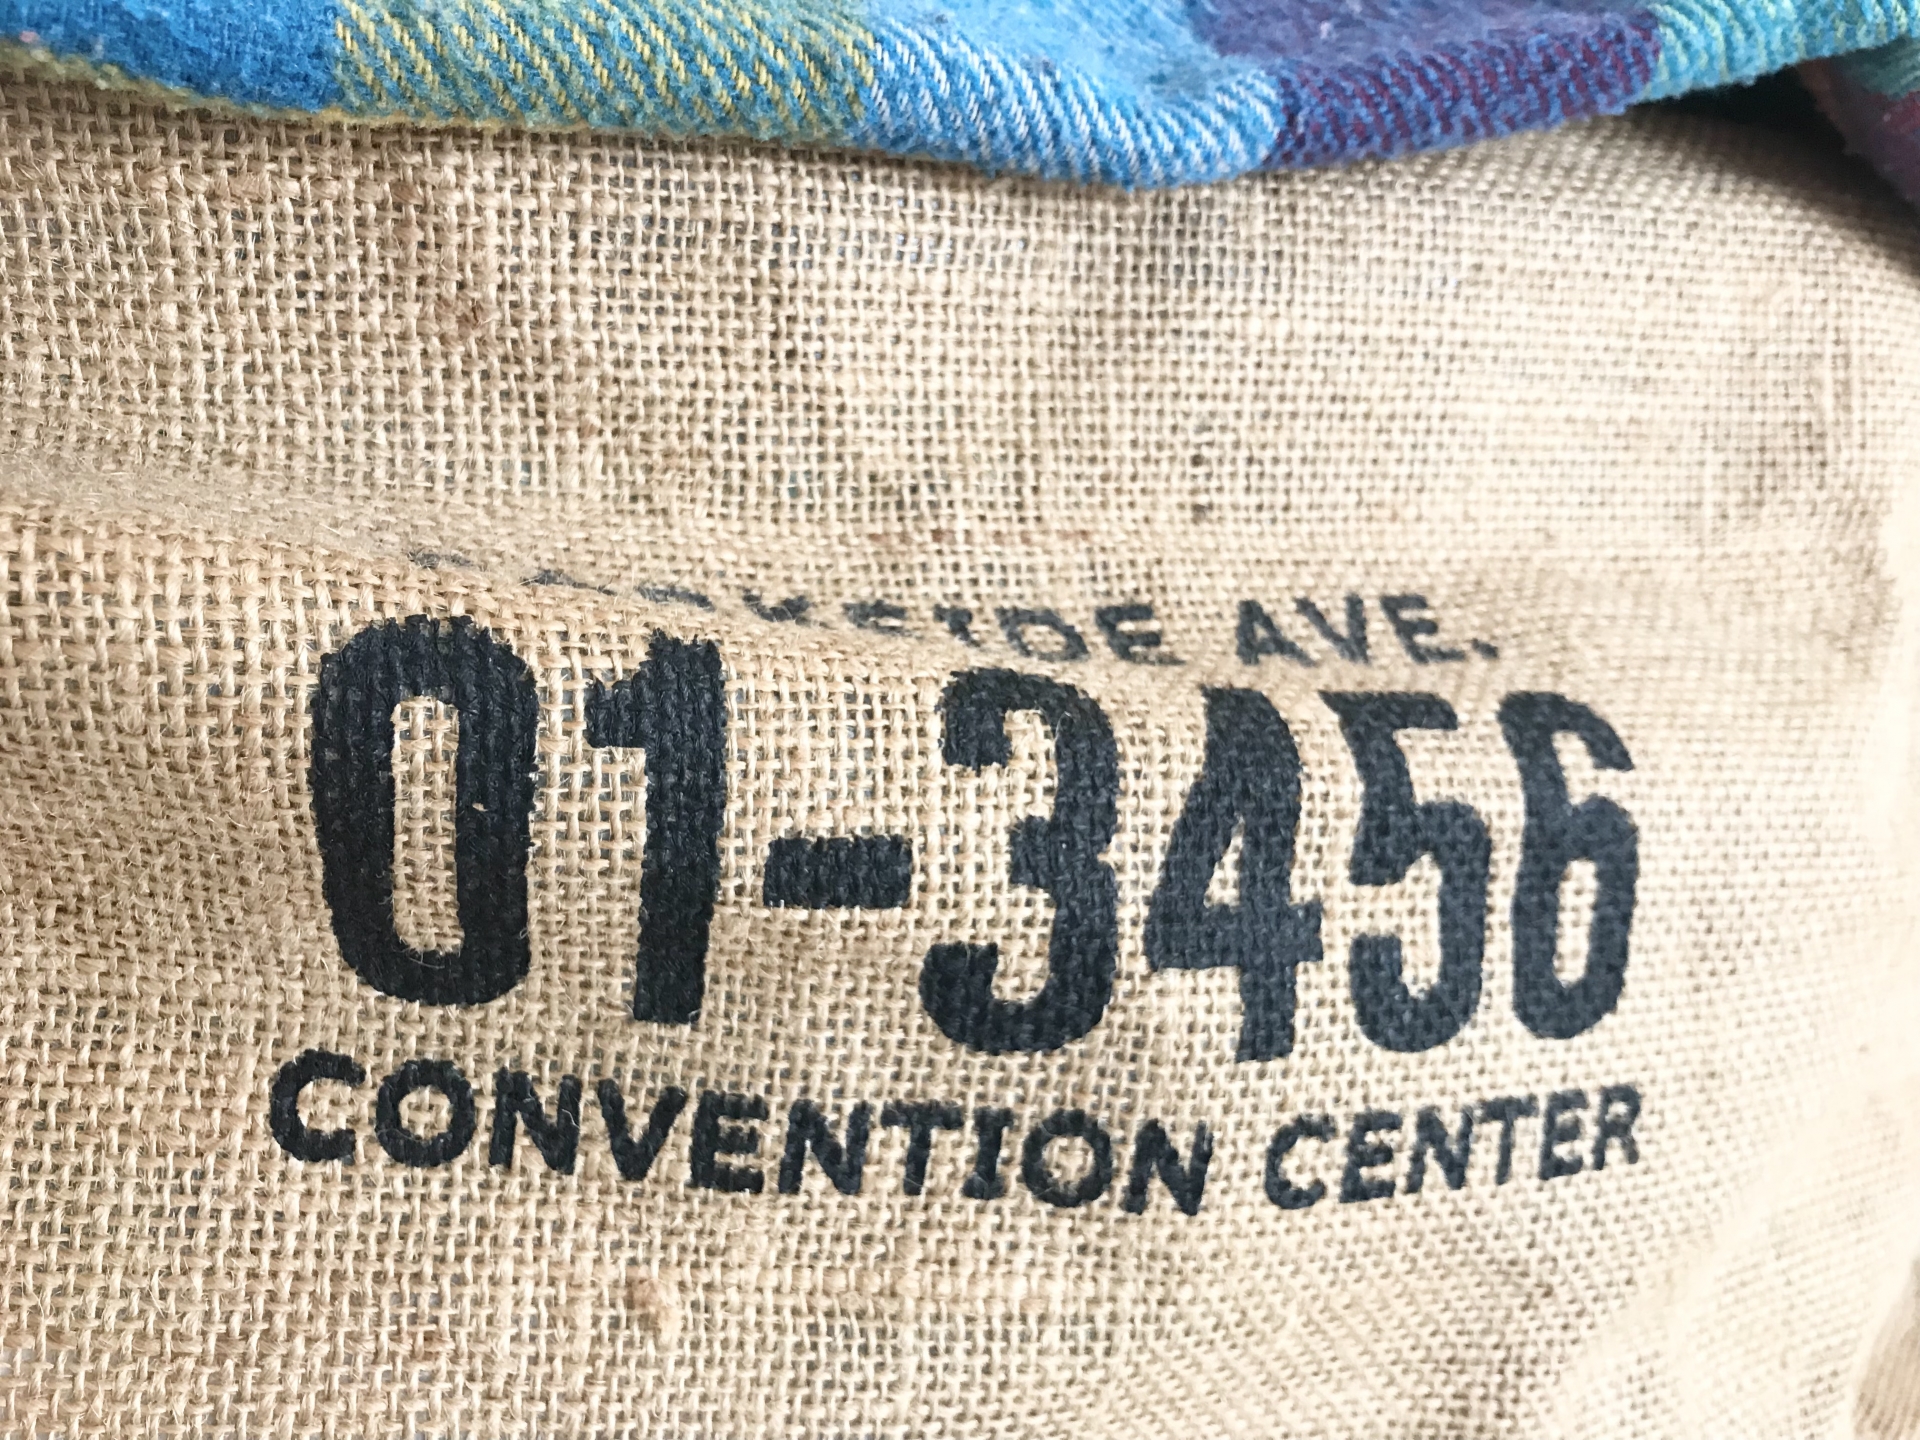 AVE.
01-3456
CONVENTION CENTER